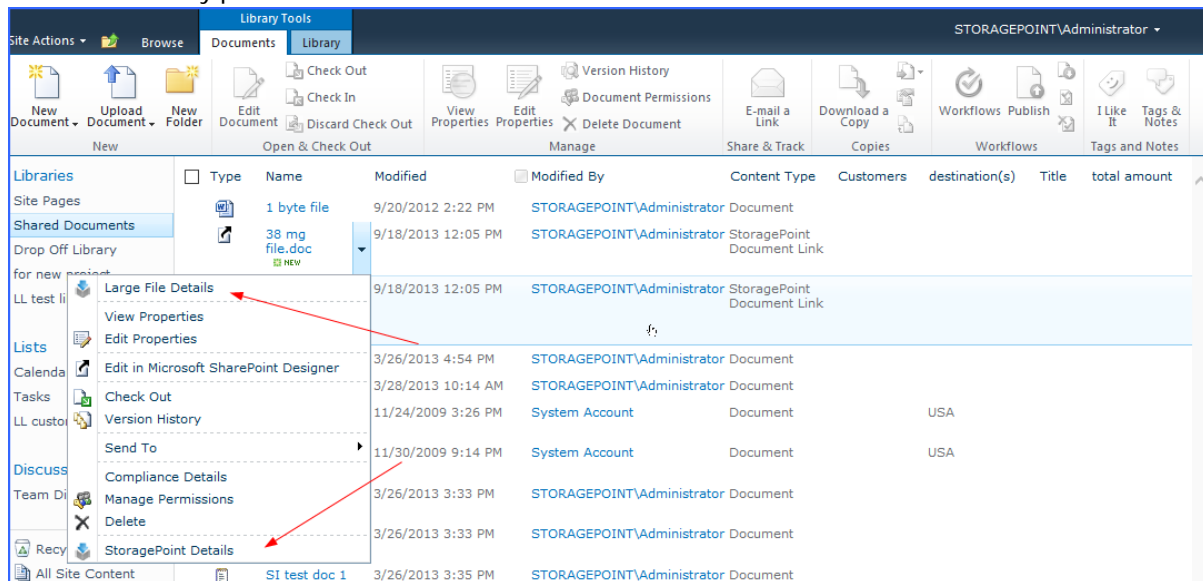 Library Tools
Site Actions
Browse
Documents
Library
STORAGEPOINT\Administrator
New Document
Upload Document
New Folder
Edit Document
Check Out
Check In
Discard Check Out
View Properties
Edit Properties
Version History
Document Permissions
Delete Document
E-mail a Link
Download a Copy
Workflows
Publish
I Like It
Tags & Notes
New
Open & Check Out
Manage
Share & Track
Copies
Workflows
Tags and Notes
Libraries
Site Pages
Shared Documents
Drop Off Library
for new project
LL test li
Lists
Calenda
Tasks
LL custo
Discuss
Team Di
Recy
All Site Content
Type Name Modified Modified By Content Type Customers destination(s) Title total amount
1 byte file 9/20/2012 2:22 PM STORAGEPOINT\Administrator Document
38 mg file.doc NEW 9/18/2013 12:05 PM STORAGEPOINT\Administrator StoragePoint Document Link
9/18/2013 12:05 PM STORAGEPOINT\Administrator StoragePoint Document Link
3/26/2013 4:54 PM STORAGEPOINT\Administrator Document
3/28/2013 10:14 AM STORAGEPOINT\Administrator Document
11/24/2009 3:26 PM System Account Document USA
11/30/2009 9:14 PM System Account Document USA
3/26/2013 3:33 PM STORAGEPOINT\Administrator Document
3/26/2013 3:33 PM STORAGEPOINT\Administrator Document
SI test doc 1 3/26/2013 3:35 PM STORAGEPOINT\Administrator Document
Large File Details
View Properties
Edit Properties
Edit in Microsoft SharePoint Designer
Check Out
Version History
Send To
Compliance Details
Manage Permissions
Delete
StoragePoint Details